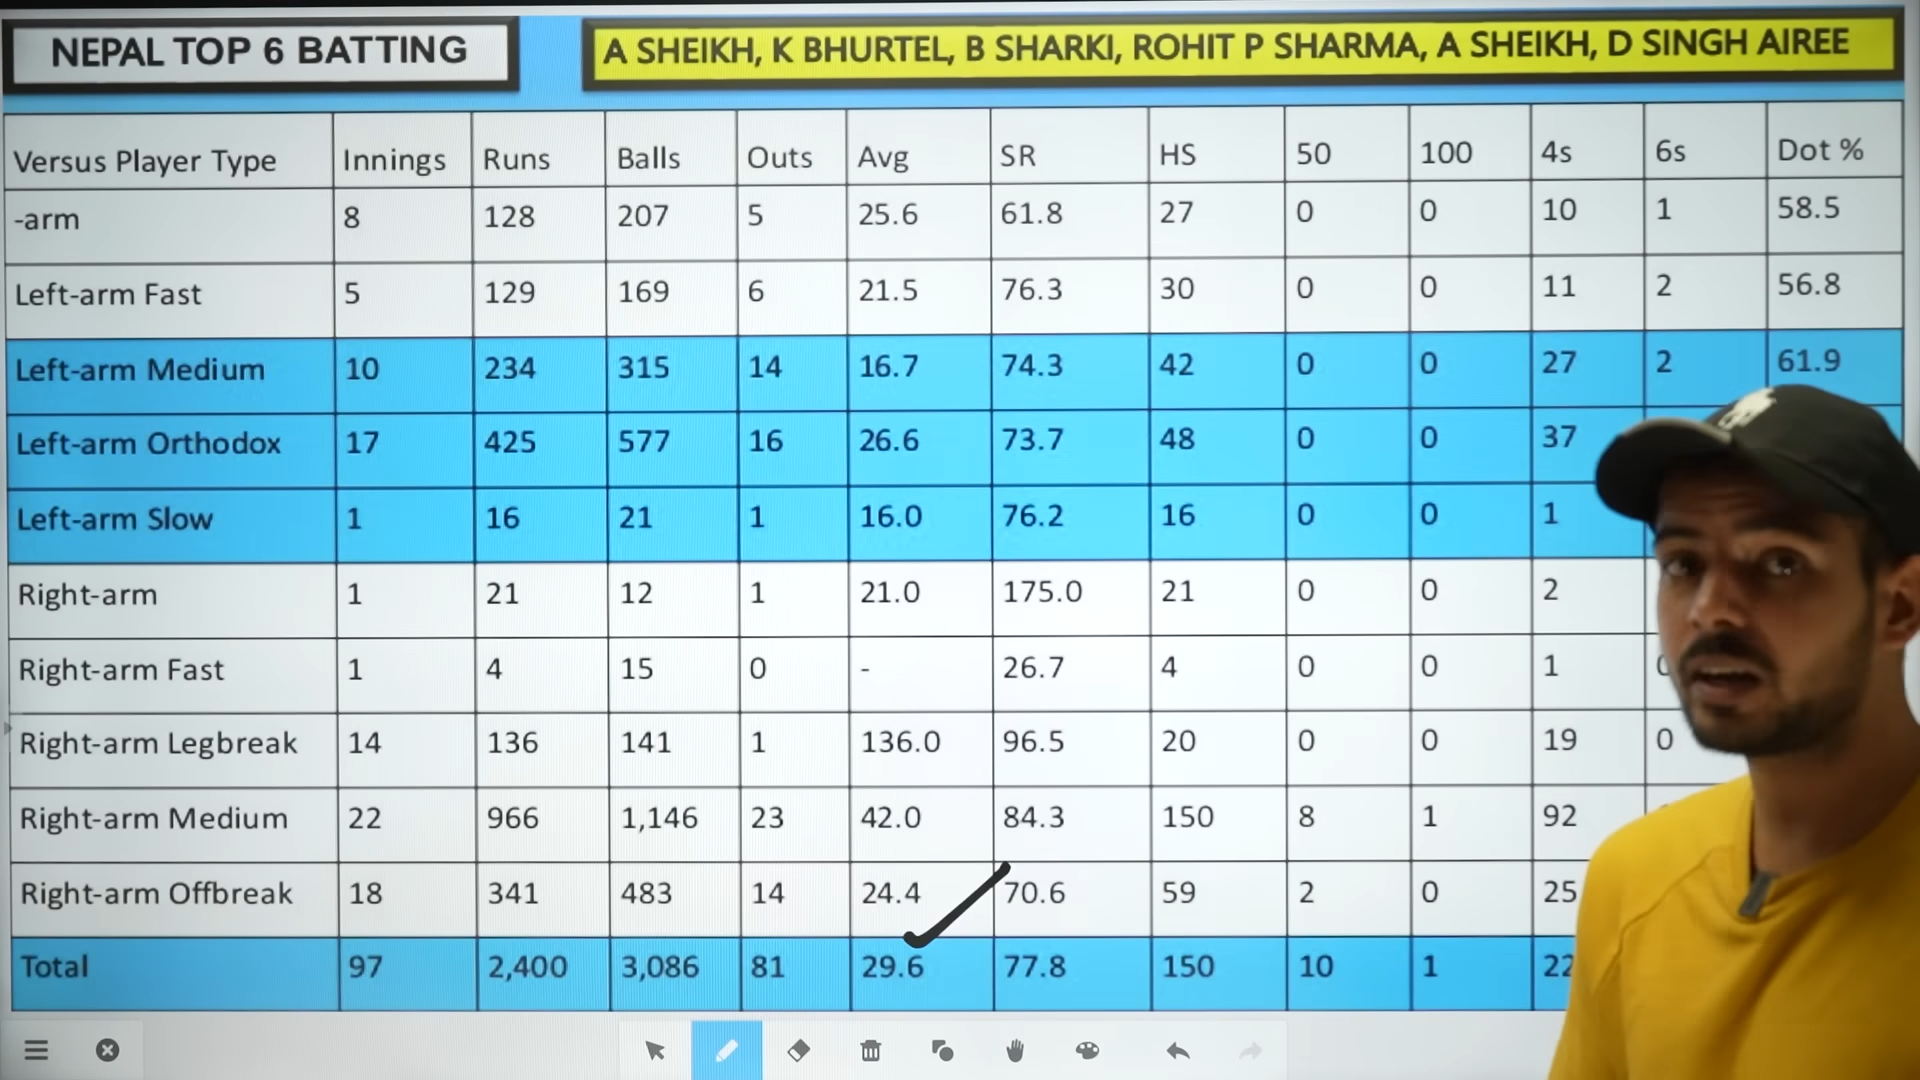 NEPAL TOP 6 BATTING
A SHEIKH, K BHURTEL, B SHARKI, ROHIT P SHARMA, A SHEIKH, D SINGH AIREE
Versus Player Type Innings Runs Balls Outs Avg SR HS 50 100 4s 6s Dot %
-arm 8 128 207 5 25.6 61.8 27 0 0 10 1 58.5
Left-arm Fast 5 129 169 6 21.5 76.3 30 0 0 11 2 56.8
Left-arm Medium 10 234 315 14 16.7 74.3 42 0 0 27 2 61.9
Left-arm Orthodox 17 425 577 16 26.6 73.7 48 0 0 37
Left-arm Slow 1 16 21 1 16.0 76.2 16 0 0 1
Right-arm 1 21 12 1 21.0 175.0 21 0 0 2
Right-arm Fast 1 4 15 0 - 26.7 4 0 0 1
Right-arm Legbreak 14 136 141 1 136.0 96.5 20 0 0 19 0
Right-arm Medium 22 966 1,146 23 42.0 84.3 150 8 1 92
Right-arm Offbreak 18 341 483 14 24.4 70.6 59 2 0 25
Total 97 2,400 3,086 81 29.6 77.8 150 10 1